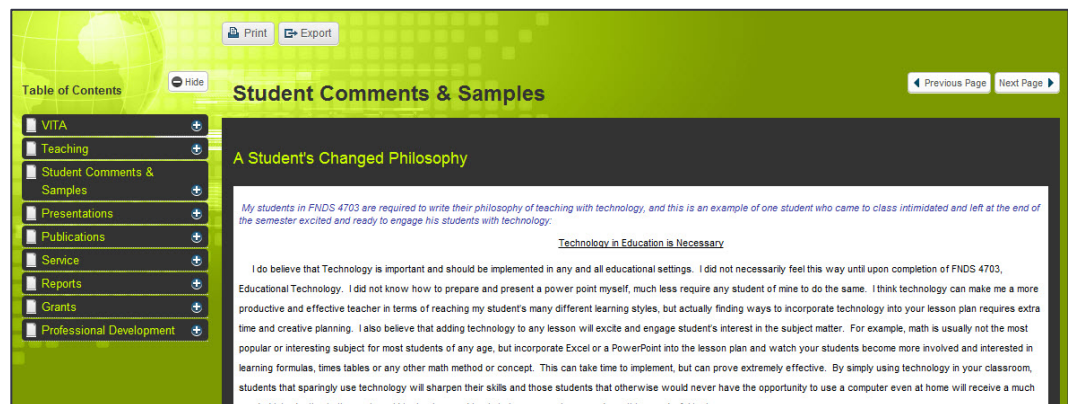 Print
Export
Table of Contents
Hide
Student Comments & Samples
Previous Page
Next Page
VITA
Teaching
Student Comments &
Samples
Presentations
Publications
Service
Reports
Grants
Professional Development
A Student's Changed Philosophy
My students in FNDS 4703 are required to write their philosophy of teaching with technology, and this is an example of one student who came to class intimidated and left at the end of
the semester excited and ready to engage his students with technology:
Technology in Education is Necessary
I do believe that Technology is important and should be implemented in any and all educational settings. I did not necessarily feel this way until upon completion of FNDS 4703,
Educational Technology. I did not know how to prepare and present a power point myself, much less require any student of mine to do the same. I think technology can make me a more
productive and effective teacher in terms of reaching my student's many different learning styles, but actually finding ways to incorporate technology into your lesson plan requires extra
time and creative planning. I also believe that adding technology to any lesson will excite and engage student's interest in the subject matter. For example, math is usually not the most
popular or interesting subject for most students of any age, but incorporate Excel or a PowerPoint into the lesson plan and watch your students become more involved and interested in
learning formulas, times tables or any other math method or concept. This can take time to implement, but can prove extremely effective. By simply using technology in your classroom,
students that sparingly use technology will sharpen their skills and those students that otherwise would never have the opportunity to use a computer even at home will receive a much